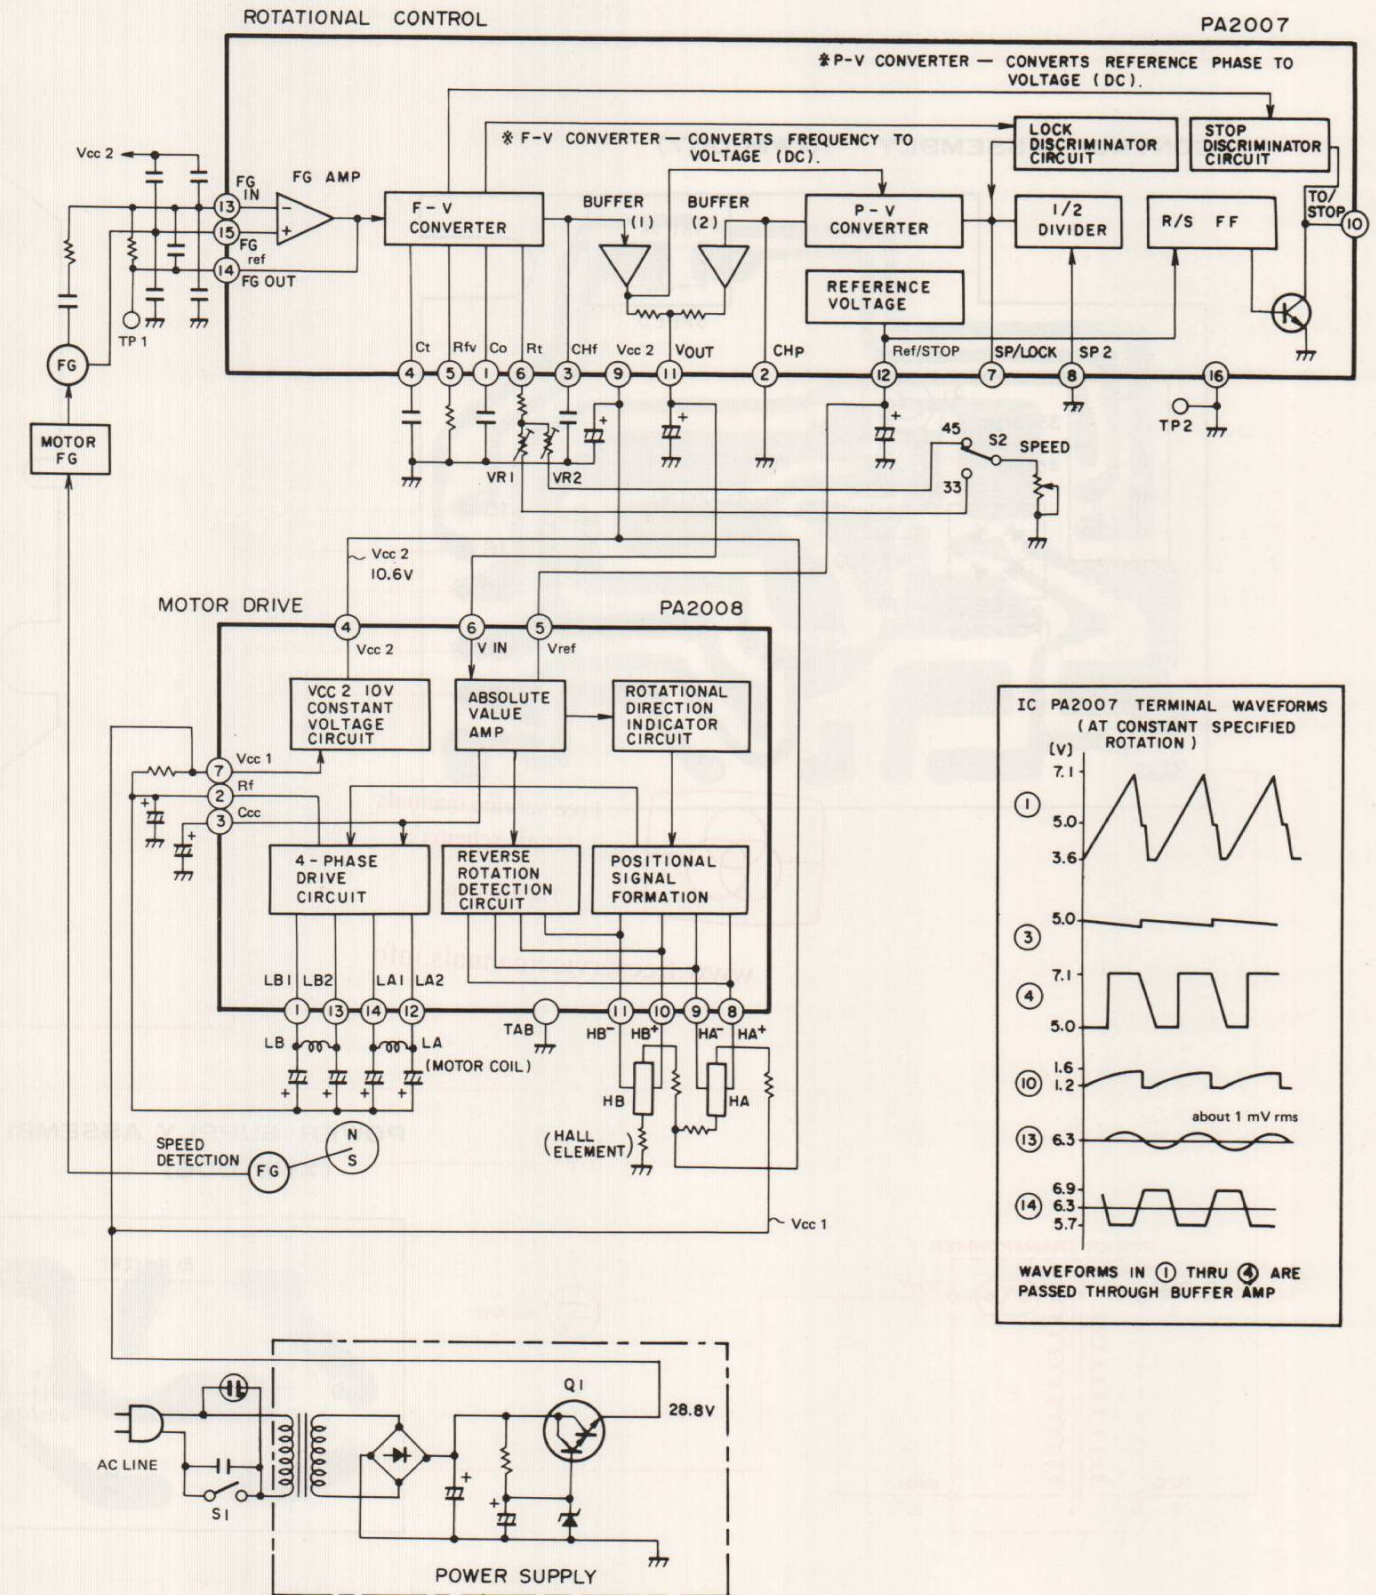 ROTATIONAL CONTROL
PA2007
※P-V CONVERTER — CONVERTS REFERENCE PHASE TO
VOLTAGE (DC).
※ F-V CONVERTER — CONVERTS FREQUENCY TO
VOLTAGE (DC).
LOCK
DISCRIMINATOR
CIRCUIT
STOP
DISCRIMINATOR
CIRCUIT
Vcc 2
FG
IN
FG AMP
13
15
FG
ref
14
FG OUT
−
+
F-V
CONVERTER
BUFFER
(1)
BUFFER
(2)
P-V
CONVERTER
1/2
DIVIDER
R/S FF
TO/
STOP
10
REFERENCE
VOLTAGE
TP 1
FG
MOTOR
FG
Ct
Rfv
Co
Rt
CHf
Vcc 2
VOUT
CHP
Ref/STOP
SP/LOCK
SP 2
4
5
1
6
3
9
11
2
12
7
8
16
+
+
+
TP2
VR1
VR2
45
S2
SPEED
33
Vcc 2
10.6V
MOTOR DRIVE
PA2008
4
6
5
Vcc 2
V IN
Vref
VCC 2 10V
CONSTANT
VOLTAGE
CIRCUIT
ABSOLUTE
VALUE
AMP
ROTATIONAL
DIRECTION
INDICATOR
CIRCUIT
7
Vcc 1
2
Rf
3
Ccc
+
+
4-PHASE
DRIVE
CIRCUIT
REVERSE
ROTATION
DETECTION
CIRCUIT
POSITIONAL
SIGNAL
FORMATION
LB1
LB2
LA1
LA2
1
13
14
12
TAB
11
10
9
8
HB−
HB+
HA−
HA+
LB
LA
(MOTOR COIL)
+
+
+
+
HB
HA
(HALL
ELEMENT)
SPEED
DETECTION
FG
N
S
Vcc 1
IC PA2007 TERMINAL WAVEFORMS
(AT CONSTANT SPECIFIED
ROTATION)
[V]
7.1
1
5.0
3.6
5.0
3
7.1
4
5.0
10
1.6
1.2
about 1 mV rms
13
6.3
6.9
14
6.3
5.7
WAVEFORMS IN 1 THRU 4 ARE
PASSED THROUGH BUFFER AMP
Q1
28.8V
AC LINE
S1
+
+
POWER SUPPLY